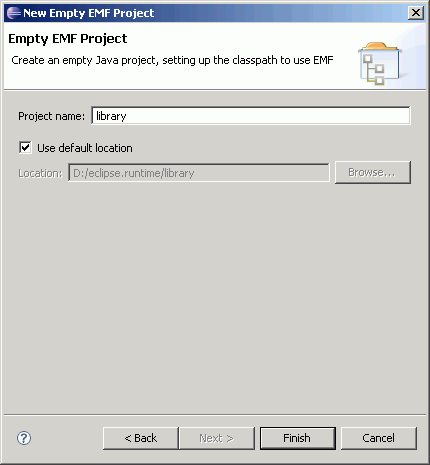 New Empty EMF Project
Empty EMF Project
Create an empty Java project, setting up the classpath to use EMF
Project name: library
Use default location
Location: D:/eclipse.runtime/library Browse...
? < Back Next > Finish Cancel